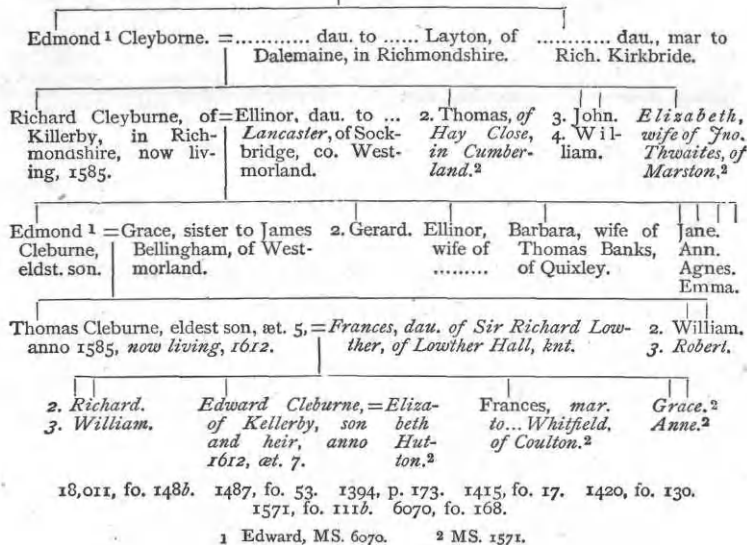 Edmond ¹ Cleyborne. = ............ dau. to ...... Layton, of ............ dau., mar to
Dalemaine, in Richmondshire. Rich. Kirkbride.
Richard Cleyburne, of = Ellinor, dau. to ... 2. Thomas, of 3. John. Elizabeth,
Killerby, in Rich- Lancaster, of Sock- Hay Close, 4. Wil- wife of Jno.
mondshire, now liv- bridge, co. West- in Cumber- liam. Thwaites, of
ing, 1585. morland. land.² Marston.²
Edmond ¹ = Grace, sister to James 2. Gerard. Ellinor, Barbara, wife of Jane.
Cleburne, Bellingham, of West- wife of Thomas Banks, Ann.
eldst. son. morland. ......... of Quixley. Agnes.
Emma.
Thomas Cleburne, eldest son, æt. 5, = Frances, dau. of Sir Richard Low- 2. William.
anno 1585, now living, 1612. ther, of Lowther Hall, knt. 3. Robert.
2. Richard. Edward Cleburne, = Eliza- Frances, mar. Grace.²
3. William. of Kellerby, son beth to... Whitfield, Anne.²
and heir, anno Hut- of Coulton.²
1612, æt. 7. ton.²
18,011, fo. 148b. 1487, fo. 53. 1394, p. 173. 1415, fo. 17. 1420, fo. 130.
1571, fo. 111b. 6070, fo. 168.
1 Edward, MS. 6070. 2 MS. 1571.